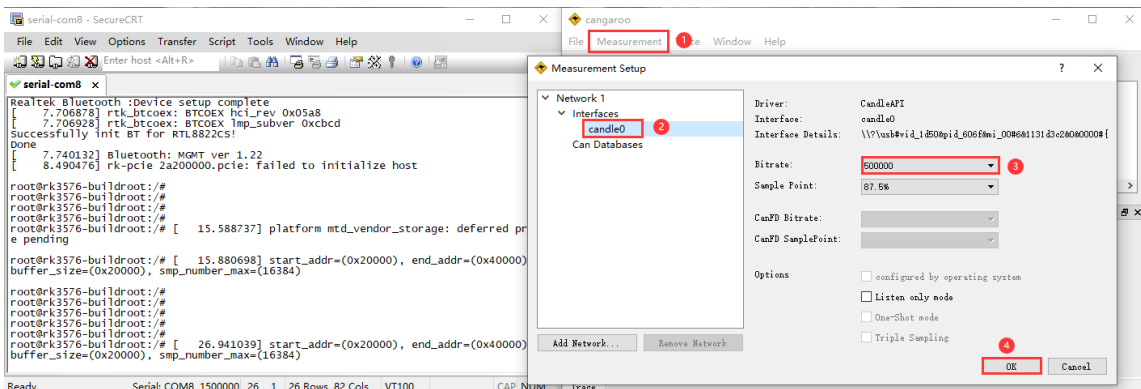 serial-com8 - SecureCRT
File Edit View Options Transfer Script Tools Window Help
Enter host <Alt+R>
serial-com8 x
Realtek Bluetooth :Device setup complete
[    7.706878] rtk_btcoex: BTCOEX hci_rev 0x05a8
[    7.706928] rtk_btcoex: BTCOEX lmp_subver 0xcbcd
Successfully init BT for RTL8822CS!
Done
[    7.740132] Bluetooth: MGMT ver 1.22
[    8.490476] rk-pcie 2a200000.pcie: failed to initialize host
root@rk3576-buildroot:/#
root@rk3576-buildroot:/#
root@rk3576-buildroot:/#
root@rk3576-buildroot:/#
root@rk3576-buildroot:/# [   15.588737] platform mtd_vendor_storage: deferred pr
e pending
root@rk3576-buildroot:/# [   15.880698] start_addr=(0x20000), end_addr=(0x40000)
buffer_size=(0x20000), smp_number_max=(16384)
root@rk3576-buildroot:/#
root@rk3576-buildroot:/#
root@rk3576-buildroot:/#
root@rk3576-buildroot:/#
root@rk3576-buildroot:/# [   26.941039] start_addr=(0x20000), end_addr=(0x40000)
buffer_size=(0x20000), smp_number_max=(16384)
Ready
Serial: COM8, 1500000 26, 1 26 Rows, 82 Cols VT100 CAP NUM
cangaroo
File Measurement 1 Window Help
Measurement Setup
Network 1
Interfaces
candle0 2
Can Databases
Add Network...
Remove Network
Driver: CandleAPI
Interface: candle0
Interface Details:
Bitrate: 500000 3
Sample Point: 87.5%
CanFD Bitrate:
CanFD SamplePoint:
Options
configured by operating system
Listen only mode
One-Shot mode
Triple Sampling
4
OK
Cancel
Trace